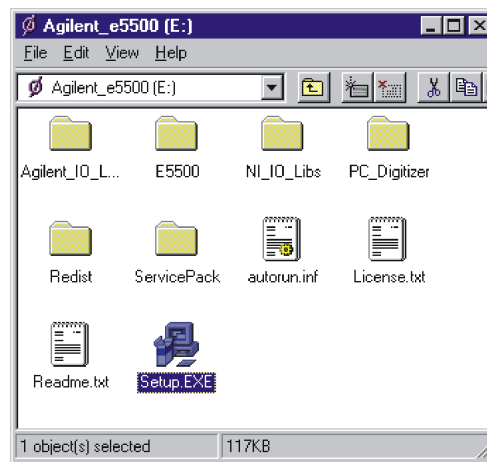 Agilent_e5500 (E:)
File Edit View Help
Agilent_e5500 (E:)
Agilent_IO_L... E5500 NI_IO_Libs PC_Digitizer
Redist ServicePack autorun.inf License.txt
Readme.txt Setup.EXE
1 object(s) selected 117KB